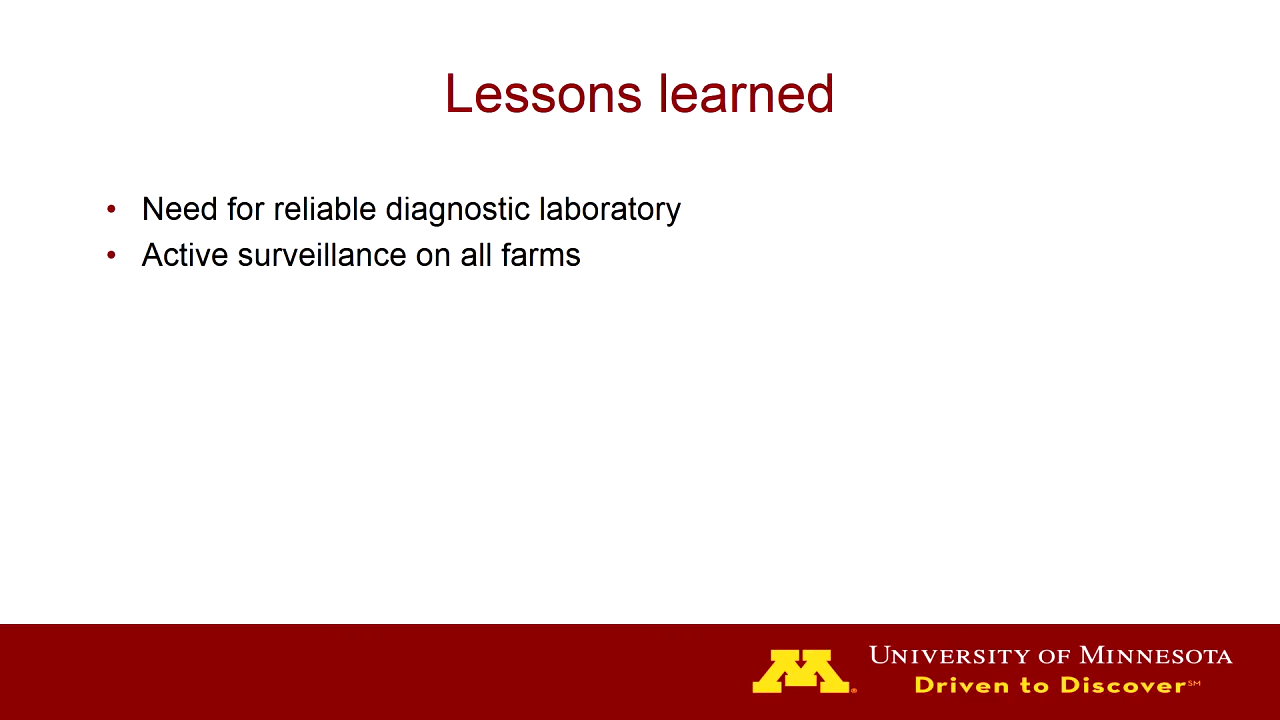 Lessons learned
• Need for reliable diagnostic laboratory
• Active surveillance on all farms
M®
UNIVERSITY OF MINNESOTA
Driven to Discover℠